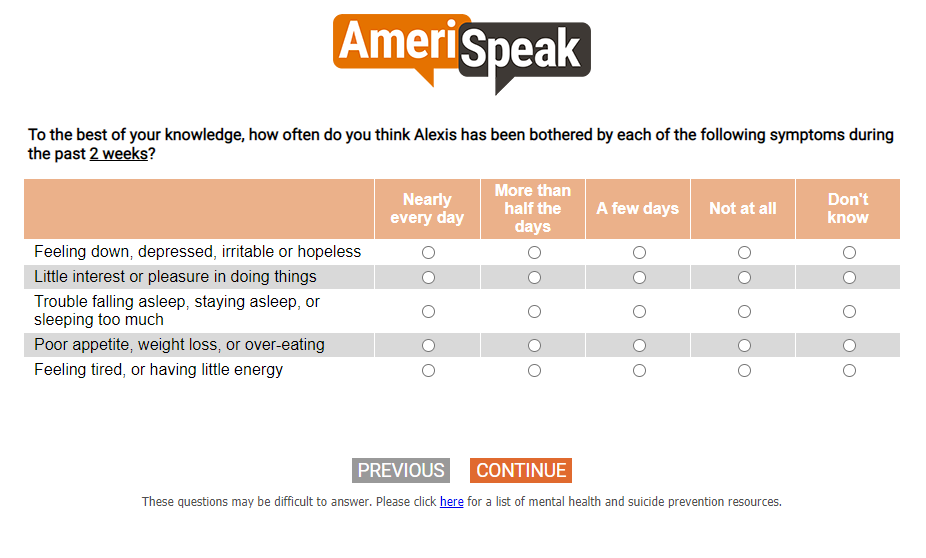 Ameri
Speak
To the best of your knowledge, how often do you think Alexis has been bothered by each of the following symptoms during
the past 2 weeks?
Nearly
every day
More than
half the
days
A few days
Not at all
Don't
know
Feeling down, depressed, irritable or hopeless
Little interest or pleasure in doing things
Trouble falling asleep, staying asleep, or
sleeping too much
Poor appetite, weight loss, or over-eating
Feeling tired, or having little energy
PREVIOUS
CONTINUE
These questions may be difficult to answer. Please click here for a list of mental health and suicide prevention resources.